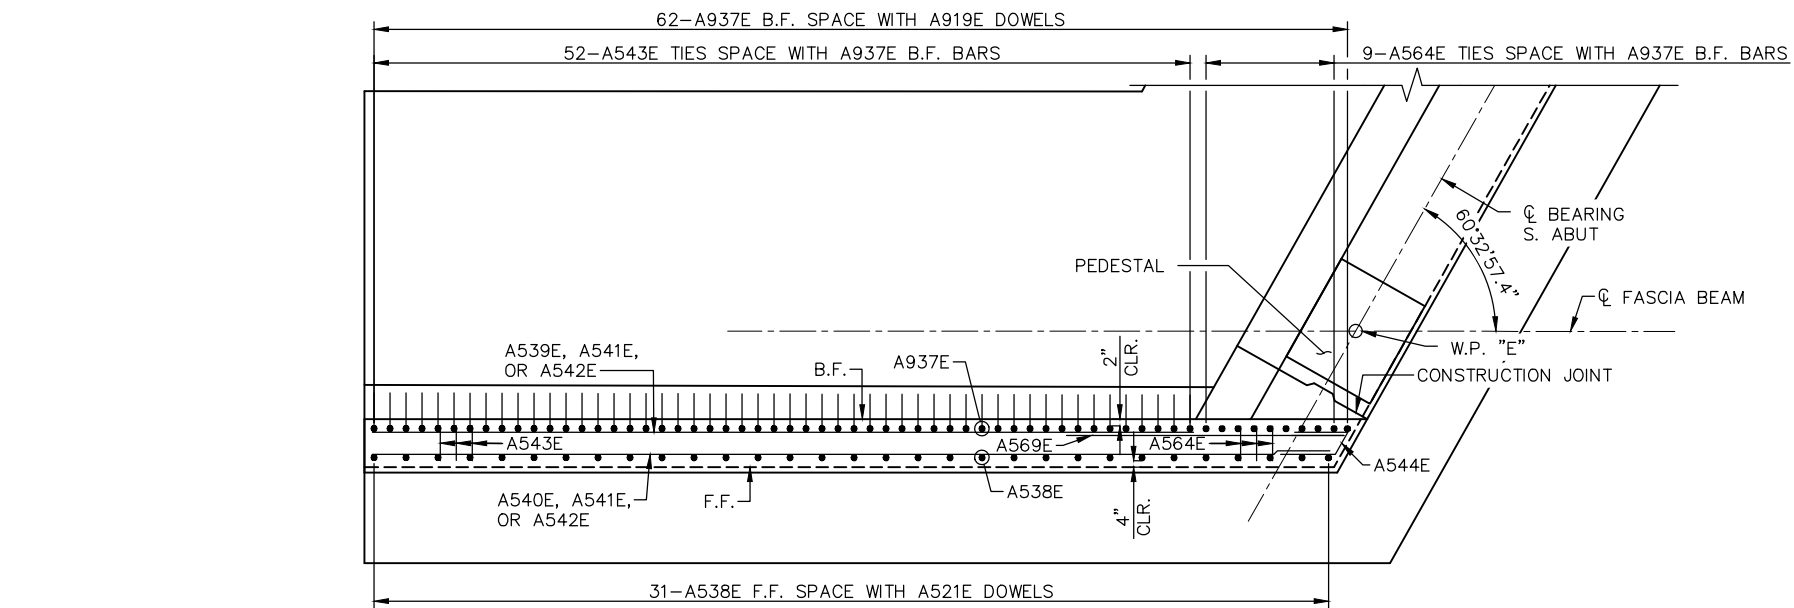 62-A937E B.F. SPACE WITH A919E DOWELS
52-A543E TIES SPACE WITH A937E B.F. BARS
9-A564E TIES SPACE WITH A937E B.F. BARS
℄ BEARING
S. ABUT
60°32'57.4"
PEDESTAL
℄ FASCIA BEAM
W.P. "E"
CONSTRUCTION JOINT
A539E, A541E,
OR A542E
B.F.
A937E
2"
CLR.
A543E
A569E
A564E
A544E
A540E, A541E,
OR A542E
F.F.
A538E
4"
CLR.
31-A538E F.F. SPACE WITH A521E DOWELS